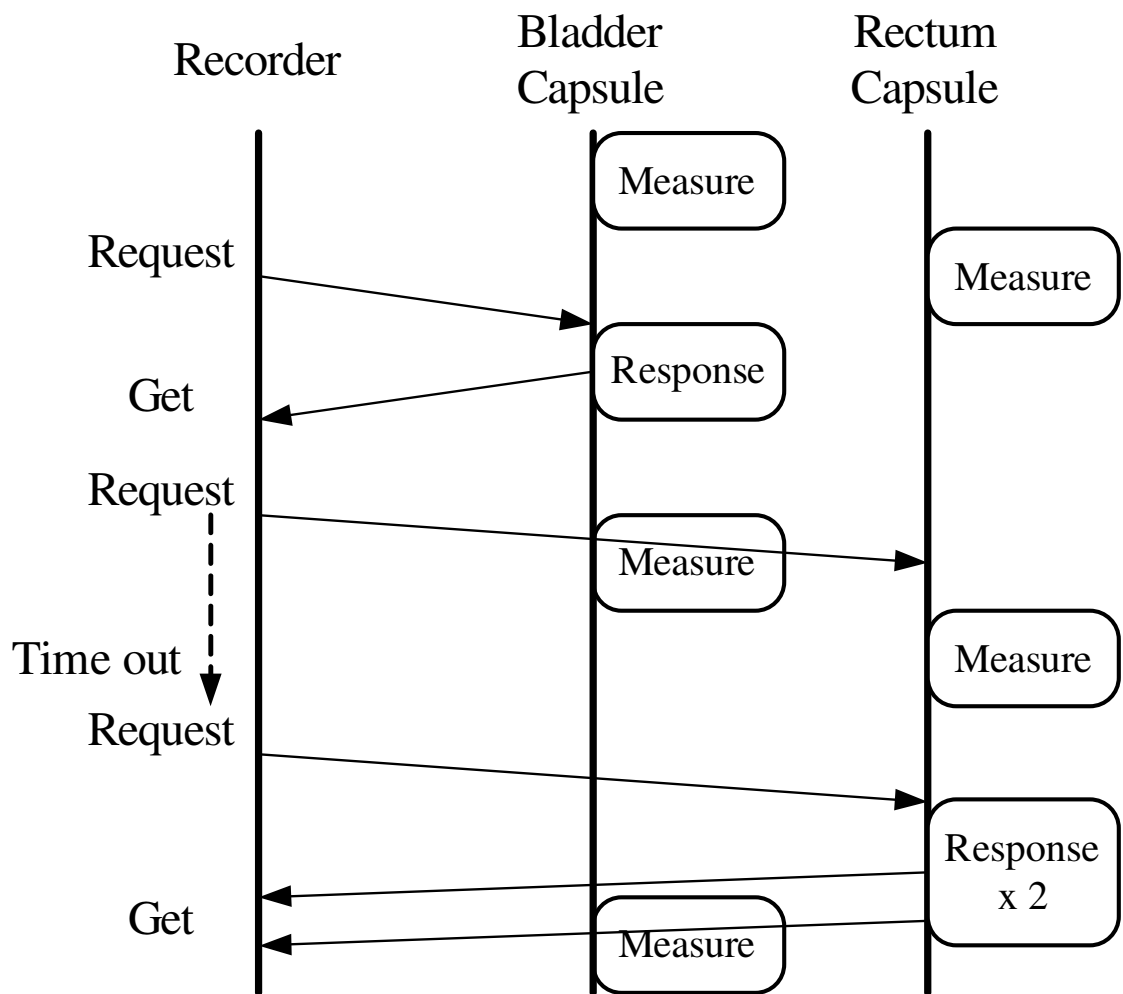 Recorder
Bladder
Capsule
Rectum
Capsule
Measure
Request
Measure
Response
Get
Request
Measure
Time out
Measure
Request
Response
x 2
Get
Measure